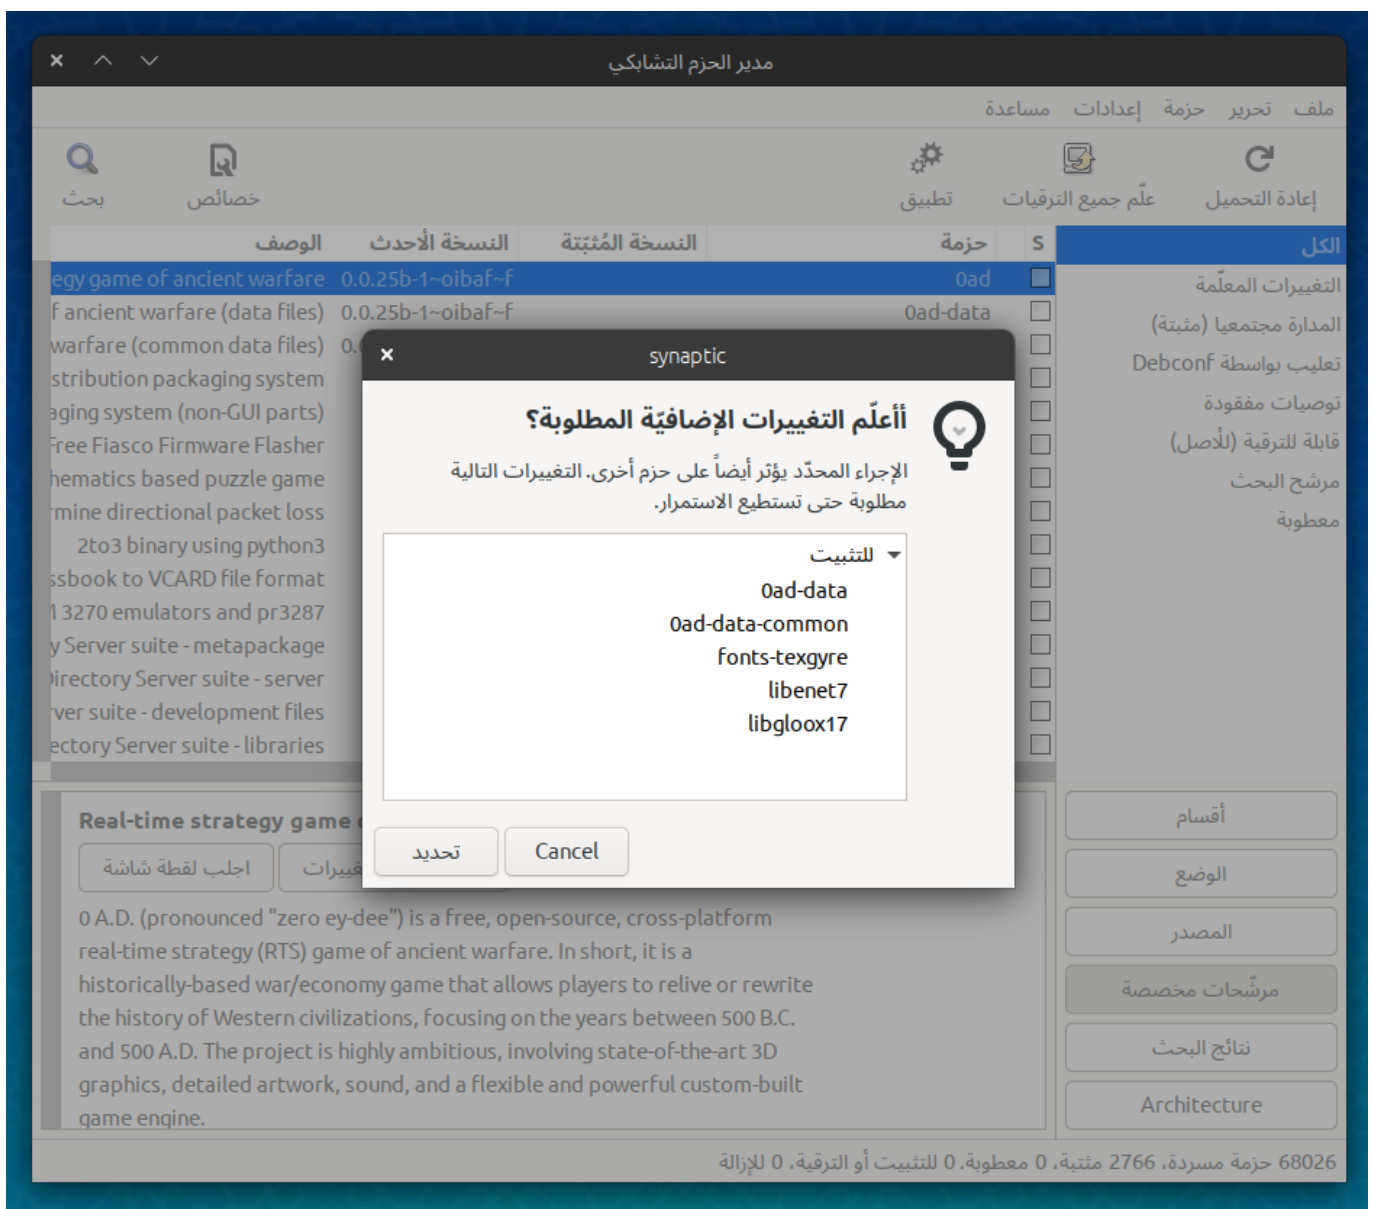 مدير الحزم التشابكي
ملف تحرير حزمة إعدادات مساعدة
إعادة التحميل علّم جميع الترقيات تطبيق خصائص بحث
S حزمة النسخة المُثبّتة النسخة الأحدث الوصف
0ad 0.0.25b-1~oibaf~f egy game of ancient warfare
0ad-data 0.0.25b-1~oibaf~f f ancient warfare (data files)
0. warfare (common data files)
stribution packaging system
aging system (non-GUI parts)
Free Fiasco Firmware Flasher
hematics based puzzle game
rmine directional packet loss
2to3 binary using python3
ssbook to VCARD file format
1 3270 emulators and pr3287
y Server suite - metapackage
Directory Server suite - server
rver suite - development files
ectory Server suite - libraries
الكل
التغييرات المعلّمة
المدارة مجتمعيا (مثبتة)
تعليب بواسطة Debconf
توصيات مفقودة
قابلة للترقية (للأصل)
مرشح البحث
معطوبة
synaptic
أأعلّم التغييرات الإضافيّة المطلوبة؟
الإجراء المحدّد يؤثر أيضاً على حزم أخرى. التغييرات التالية
مطلوبة حتى تستطيع الاستمرار.
للتثبيت
0ad-data
0ad-data-common
fonts-texgyre
libenet7
libgloox17
Cancel تحديد
Real-time strategy game
اجلب لقطة شاشة
0 A.D. (pronounced "zero ey-dee") is a free, open-source, cross-platform
real-time strategy (RTS) game of ancient warfare. In short, it is a
historically-based war/economy game that allows players to relive or rewrite
the history of Western civilizations, focusing on the years between 500 B.C.
and 500 A.D. The project is highly ambitious, involving state-of-the-art 3D
graphics, detailed artwork, sound, and a flexible and powerful custom-built
game engine.
أقسام
الوضع
المصدر
مرشّحات مخصصة
نتائج البحث
Architecture
68026 حزمة مسردة، 2766 مثتبة، 0 معطوبة. 0 للتثبيت أو الترقية، 0 للإزالة